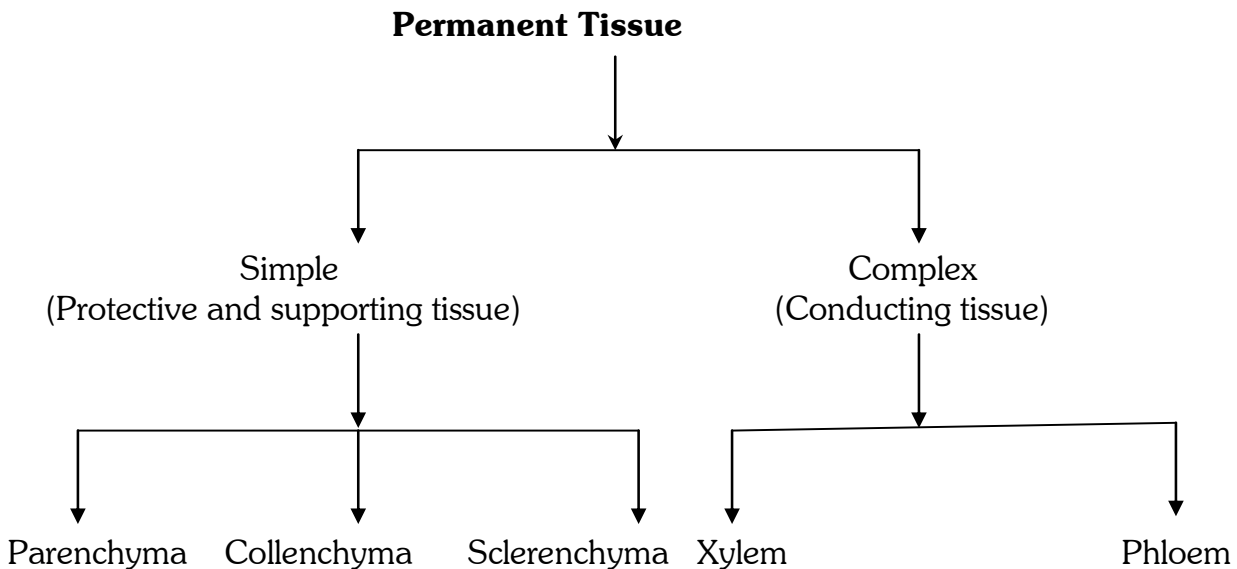 Permanent Tissue
Simple
(Protective and supporting tissue)
Complex
(Conducting tissue)
Parenchyma
Collenchyma
Sclerenchyma
Xylem
Phloem